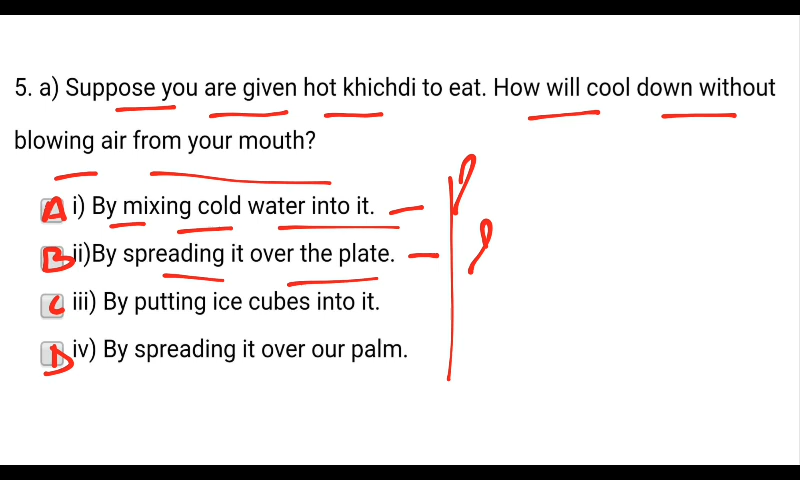 5. a) Suppose you are given hot khichdi to eat. How will cool down without
blowing air from your mouth?
A i) By mixing cold water into it.
B ii)By spreading it over the plate.
C iii) By putting ice cubes into it.
D iv) By spreading it over our palm.